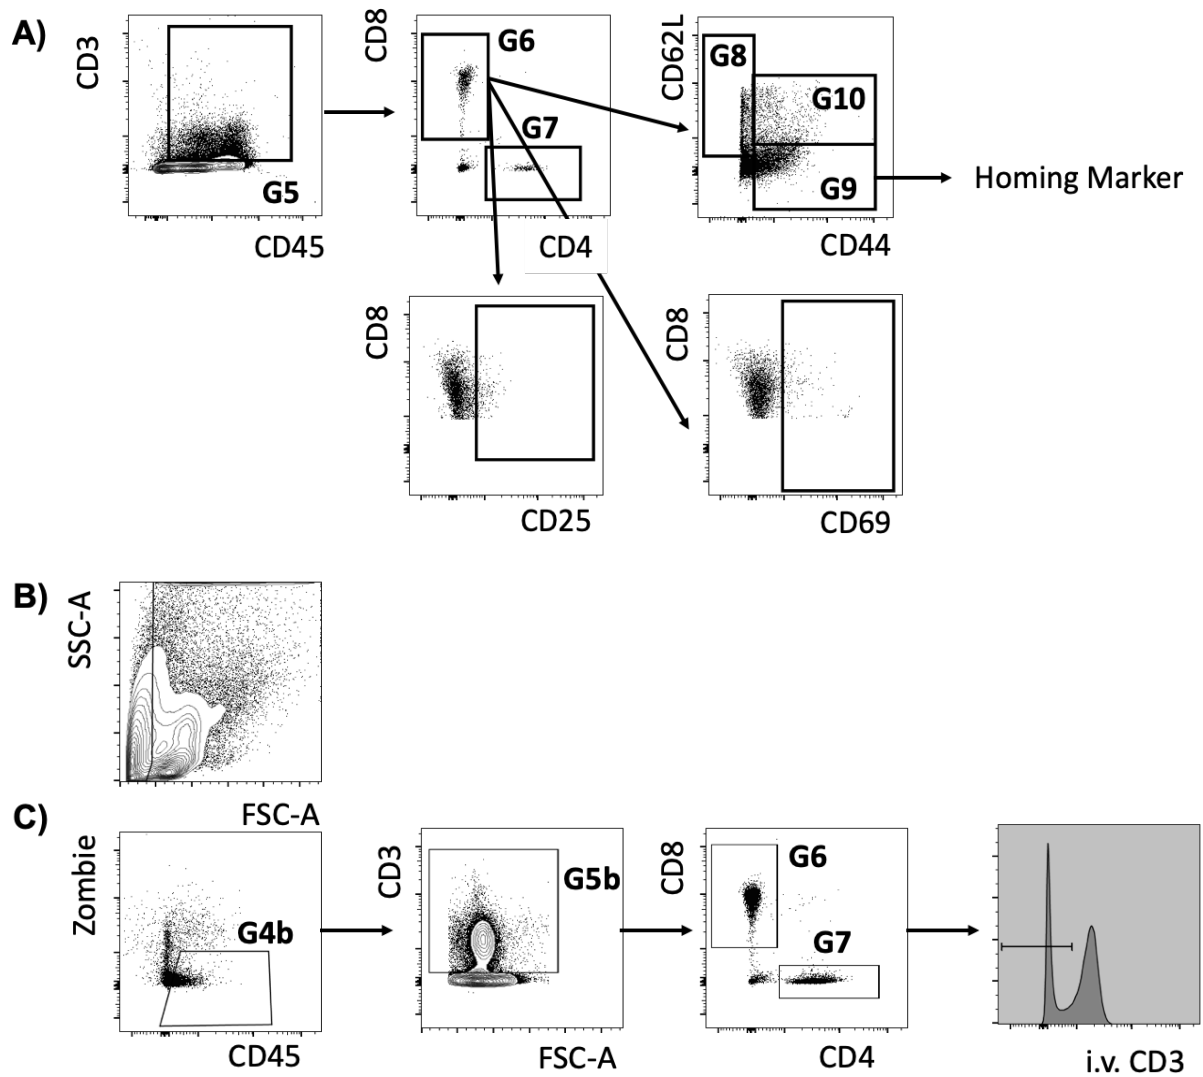 A)
CD3
G5
CD45
CD8
G6
G7
CD4
CD62L
G8
G10
G9
CD44
Homing Marker
CD8
CD25
CD8
CD69
B)
SSC-A
FSC-A
C)
Zombie
G4b
CD45
CD3
G5b
FSC-A
CD8
G6
G7
CD4
i.v. CD3